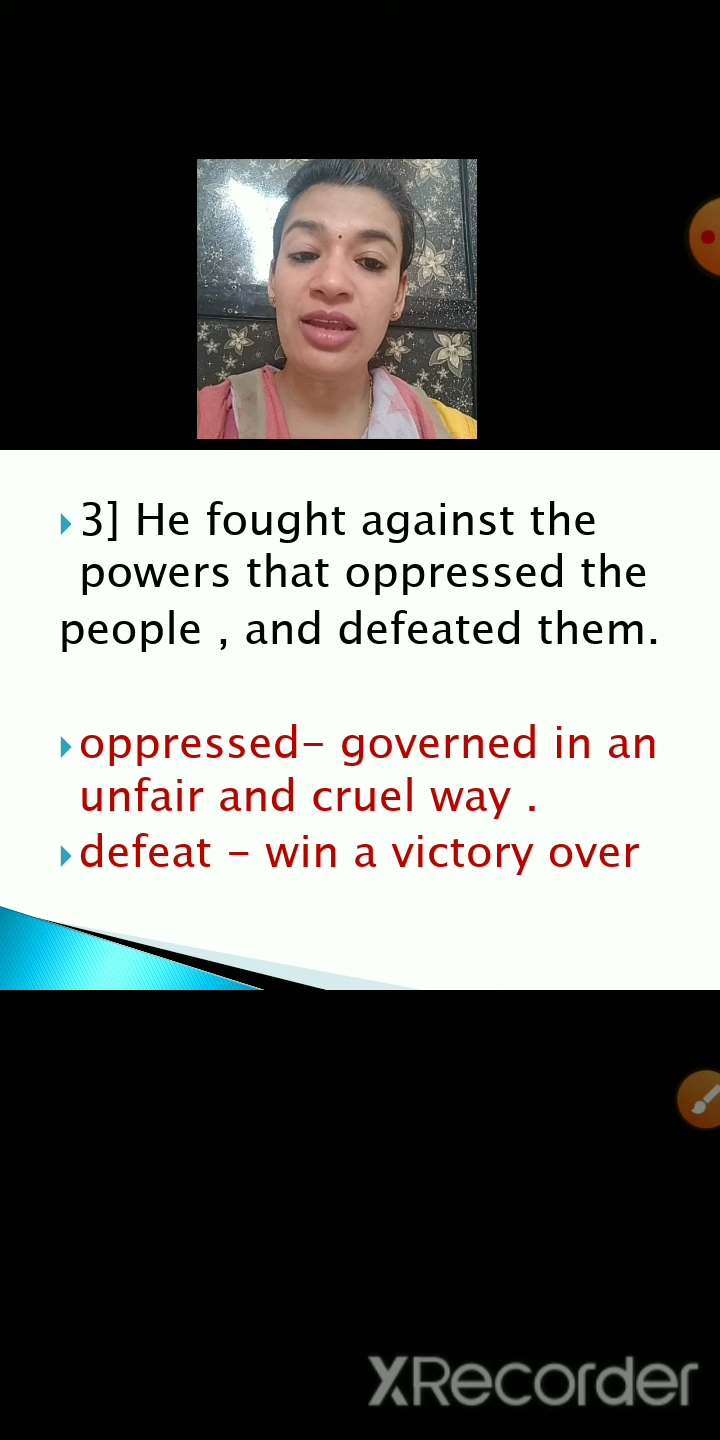 3] He fought against the
powers that oppressed the
people , and defeated them.
oppressed– governed in an
unfair and cruel way .
defeat – win a victory over
XRecorder